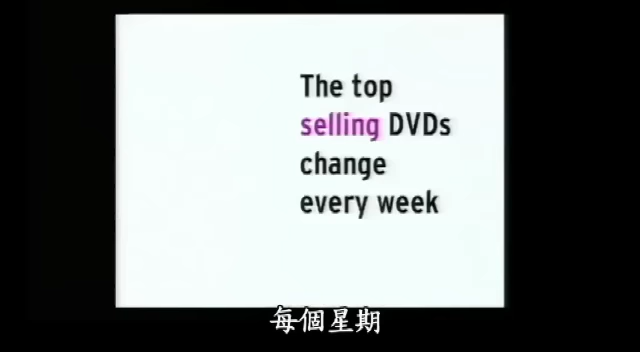 The top
selling DVDs
change
every week
每個星期